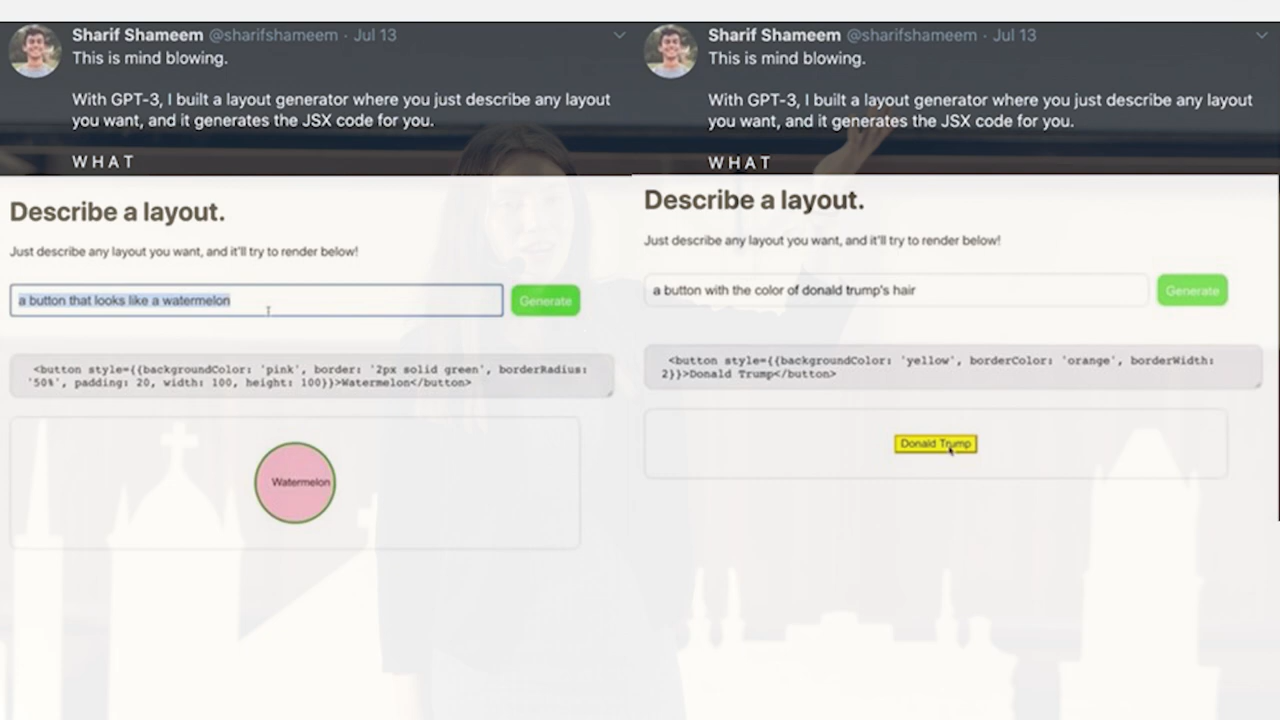 Sharif Shameem @sharifshameem · Jul 13
This is mind blowing.
With GPT-3, I built a layout generator where you just describe any layout
you want, and it generates the JSX code for you.
W H A T
Describe a layout.
Just describe any layout you want, and it'll try to render below!
a button that looks like a watermelon
Generate
<button style={{backgroundColor: 'pink', border: '2px solid green', borderRadius:
'50%', padding: 20, width: 100, height: 100}}>Watermelon</button>
Watermelon
Sharif Shameem @sharifshameem · Jul 13
This is mind blowing.
With GPT-3, I built a layout generator where you just describe any layout
you want, and it generates the JSX code for you.
W H A T
Describe a layout.
Just describe any layout you want, and it'll try to render below!
a button with the color of donald trump's hair
Generate
<button style={{backgroundColor: 'yellow', borderColor: 'orange', borderWidth:
2}}>Donald Trump</button>
Donald Trump